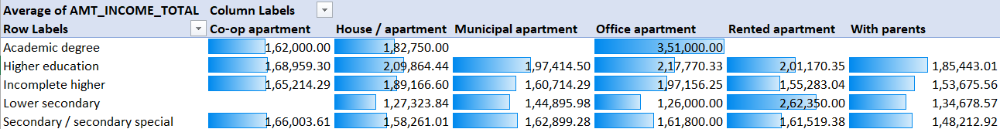 Average of AMT_INCOME_TOTAL Column Labels
Row Labels Co-op apartment House / apartment Municipal apartment Office apartment Rented apartment With parents
Academic degree 1,62,000.00 1,82,750.00 3,51,000.00
Higher education 1,68,959.30 2,09,864.44 1,97,414.50 2,17,770.33 2,01,170.35 1,85,443.01
Incomplete higher 1,65,214.29 1,89,166.60 1,60,714.29 1,97,156.25 1,55,283.04 1,53,675.56
Lower secondary 1,27,323.84 1,44,895.98 1,26,000.00 2,62,350.00 1,34,678.57
Secondary / secondary special 1,66,003.61 1,58,261.01 1,62,899.28 1,61,800.00 1,61,519.38 1,48,212.92